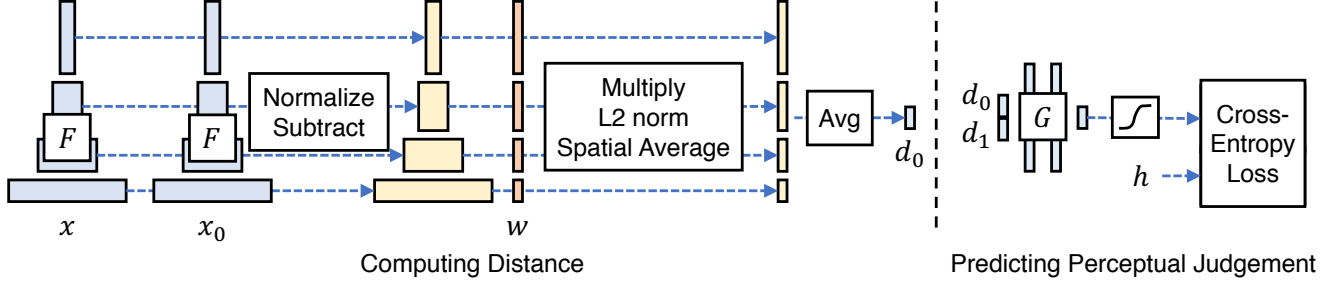 F
F
Normalize
Subtract
Multiply
L2 norm
Spatial Average
Avg
d₀
x
x₀
w
Computing Distance
d₀
d₁
G
h
Cross-
Entropy
Loss
Predicting Perceptual Judgement